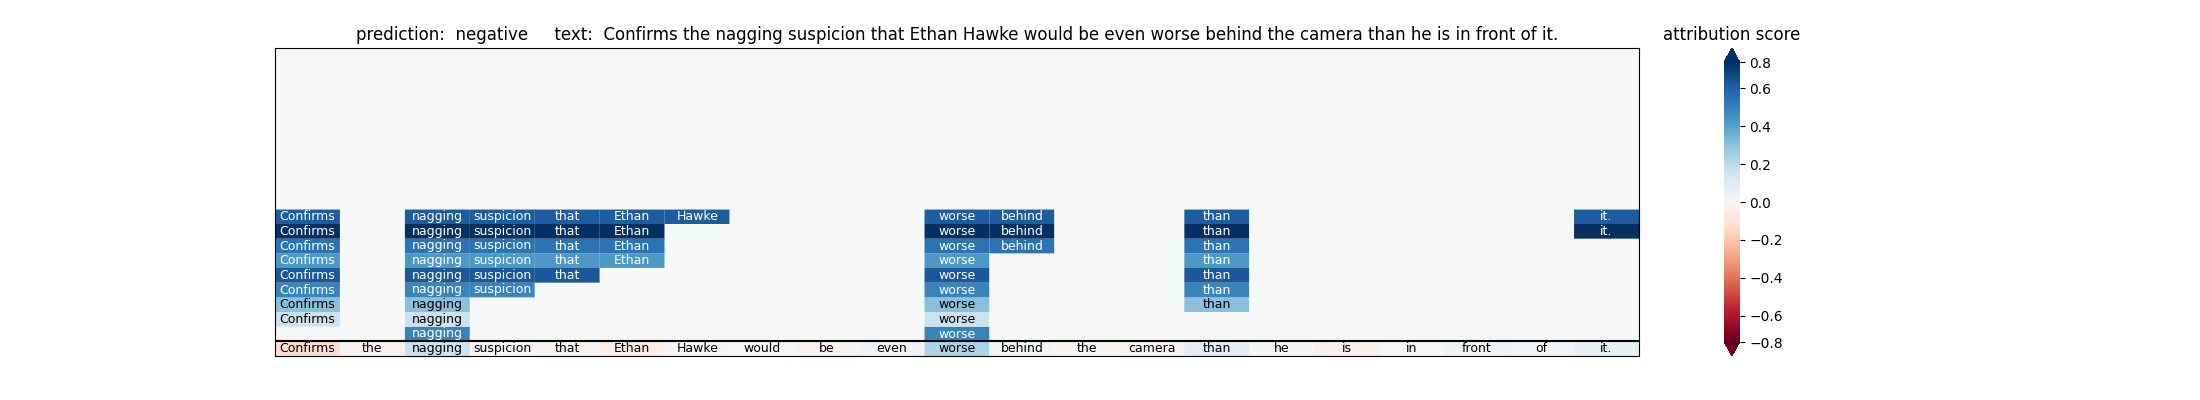 prediction:  negative     text:  Confirms the nagging suspicion that Ethan Hawke would be even worse behind the camera than he is in front of it.
attribution score
0.8
0.6
0.4
0.2
0.0
−0.2
−0.4
−0.6
−0.8
Confirms nagging suspicion that Ethan Hawke worse behind than it.
Confirms nagging suspicion that Ethan worse behind than it.
Confirms nagging suspicion that Ethan worse behind than
Confirms nagging suspicion that Ethan worse than
Confirms nagging suspicion that worse than
Confirms nagging suspicion worse than
Confirms nagging worse than
Confirms nagging worse
nagging worse
Confirms the nagging suspicion that Ethan Hawke would be even worse behind the camera than he is in front of it.